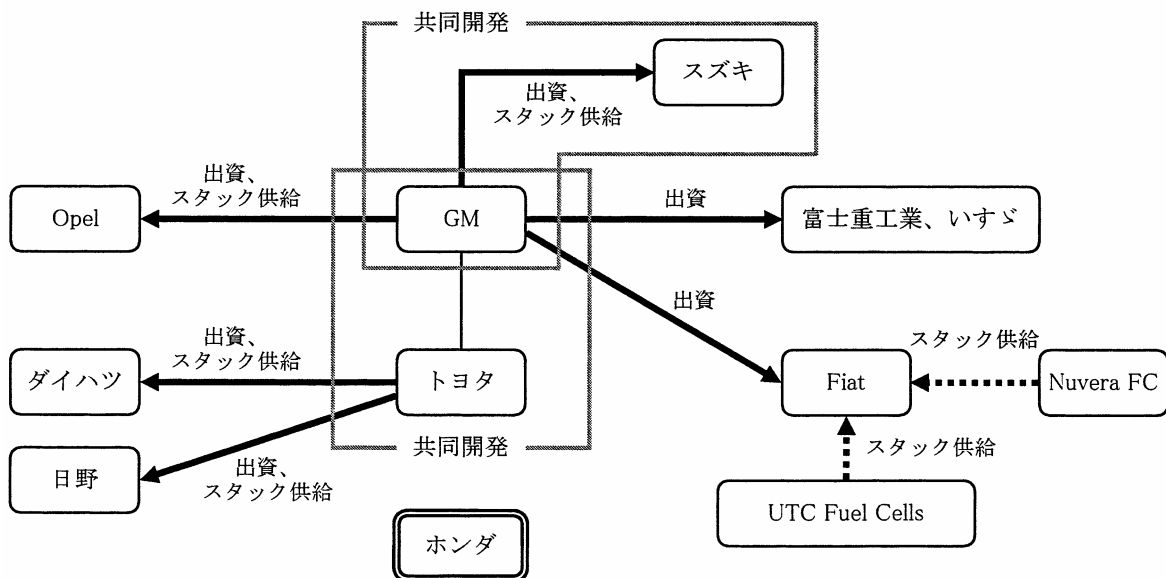 共同開発
スズキ
出資、
スタック供給
出資、
スタック供給
Opel
GM
出資
富士重工業、いすゞ
出資
出資、
スタック供給
ダイハツ
トヨタ
スタック供給
Fiat
Nuvera FC
共同開発
スタック供給
日野
出資、
スタック供給
UTC Fuel Cells
ホンダ